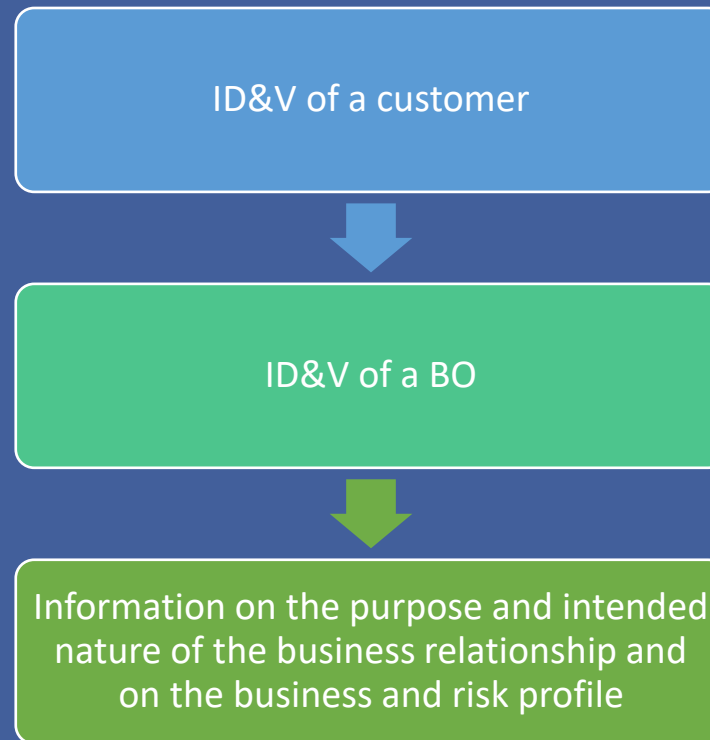 ID&V of a customer
ID&V of a BO
Information on the purpose and intended
nature of the business relationship and
on the business and risk profile